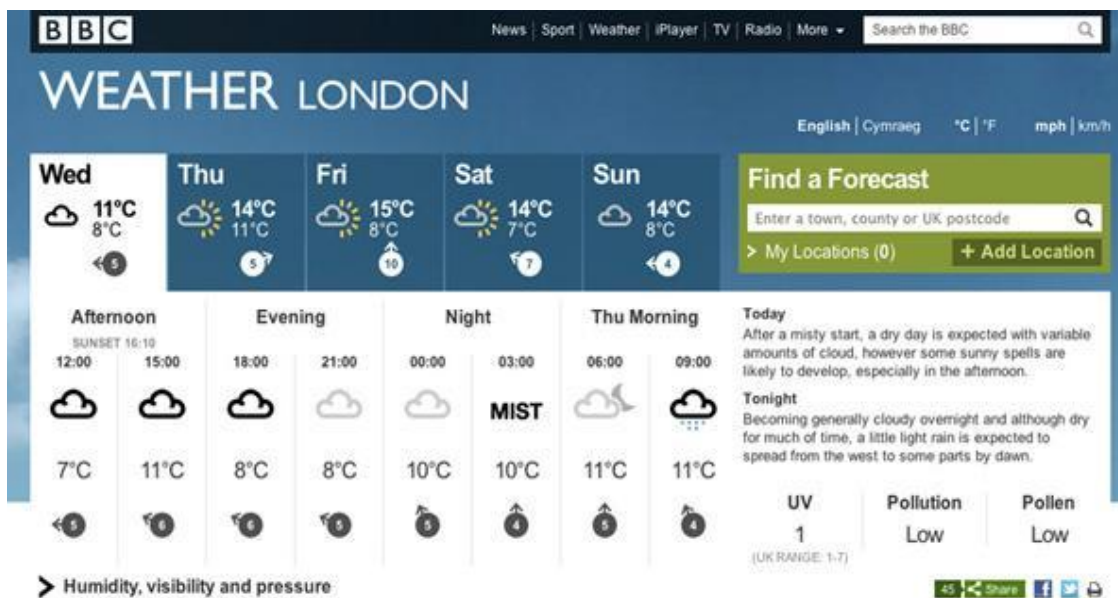 BBC
News | Sport | Weather | iPlayer | TV | Radio | More
Search the BBC
WEATHER LONDON
English | Cymraeg °C | °F mph | km/h
Wed Thu Fri Sat Sun
11°C 14°C 15°C 14°C 14°C
8°C 11°C 8°C 7°C 8°C
5 5 10 7 4
Find a Forecast
Enter a town, county or UK postcode
> My Locations (0) + Add Location
Afternoon Evening Night Thu Morning
SUNSET 16:10
12:00 15:00 18:00 21:00 00:00 03:00 06:00 09:00
MIST
7°C 11°C 8°C 8°C 10°C 10°C 11°C 11°C
5 6 6 5 5 4 5 4
Today
After a misty start, a dry day is expected with variable
amounts of cloud, however some sunny spells are
likely to develop, especially in the afternoon.
Tonight
Becoming generally cloudy overnight and although dry
for much of time, a little light rain is expected to
spread from the west to some parts by dawn.
UV Pollution Pollen
1 Low Low
(UK RANGE: 1-7)
> Humidity, visibility and pressure
45 Share f